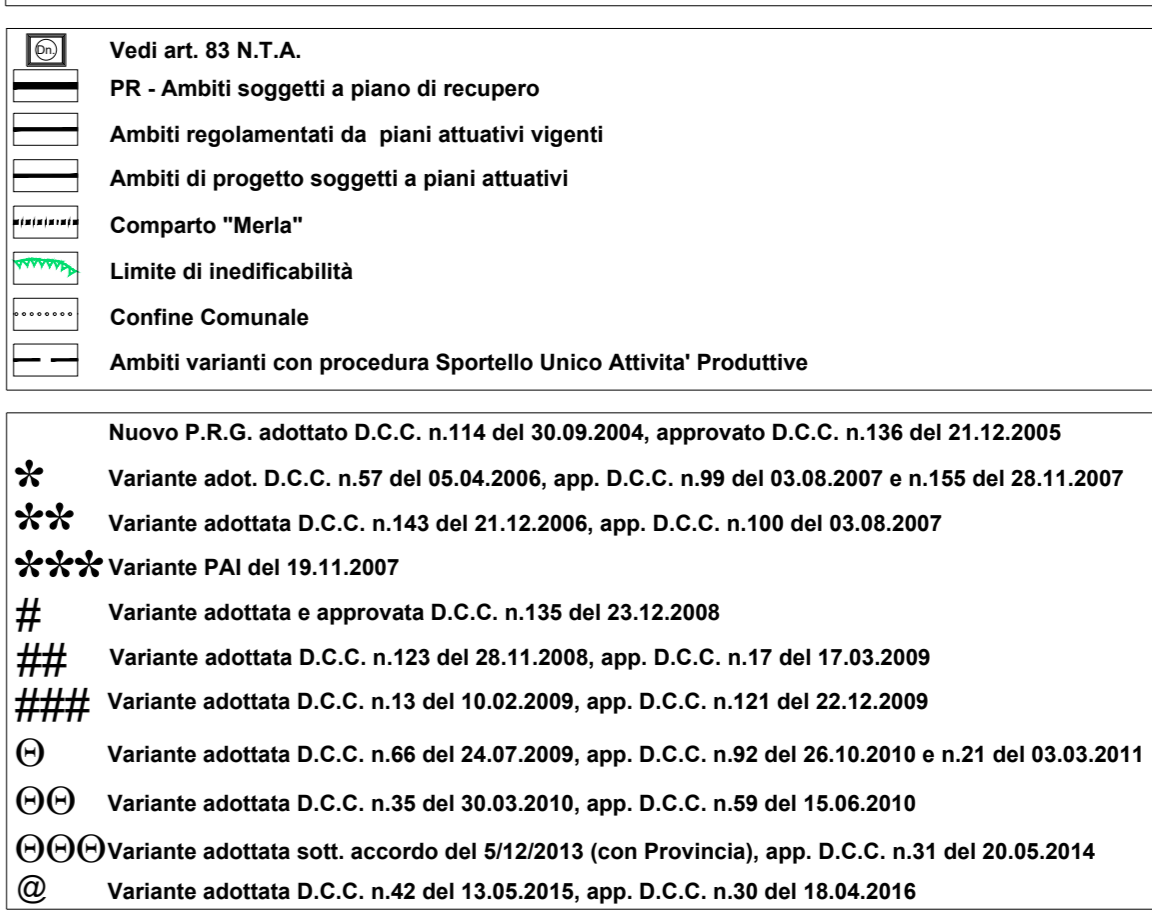 Dn. Vedi art. 83 N.T.A.
PR - Ambiti soggetti a piano di recupero
Ambiti regolamentati da piani attuativi vigenti
Ambiti di progetto soggetti a piani attuativi
Comparto "Merla"
Limite di inedificabilità
Confine Comunale
Ambiti varianti con procedura Sportello Unico Attivita' Produttive
Nuovo P.R.G. adottato D.C.C. n.114 del 30.09.2004, approvato D.C.C. n.136 del 21.12.2005
* Variante adot. D.C.C. n.57 del 05.04.2006, app. D.C.C. n.99 del 03.08.2007 e n.155 del 28.11.2007
** Variante adottata D.C.C. n.143 del 21.12.2006, app. D.C.C. n.100 del 03.08.2007
*** Variante PAI del 19.11.2007
# Variante adottata e approvata D.C.C. n.135 del 23.12.2008
## Variante adottata D.C.C. n.123 del 28.11.2008, app. D.C.C. n.17 del 17.03.2009
### Variante adottata D.C.C. n.13 del 10.02.2009, app. D.C.C. n.121 del 22.12.2009
Θ Variante adottata D.C.C. n.66 del 24.07.2009, app. D.C.C. n.92 del 26.10.2010 e n.21 del 03.03.2011
ΘΘ Variante adottata D.C.C. n.35 del 30.03.2010, app. D.C.C. n.59 del 15.06.2010
ΘΘΘ Variante adottata sott. accordo del 5/12/2013 (con Provincia), app. D.C.C. n.31 del 20.05.2014
@ Variante adottata D.C.C. n.42 del 13.05.2015, app. D.C.C. n.30 del 18.04.2016